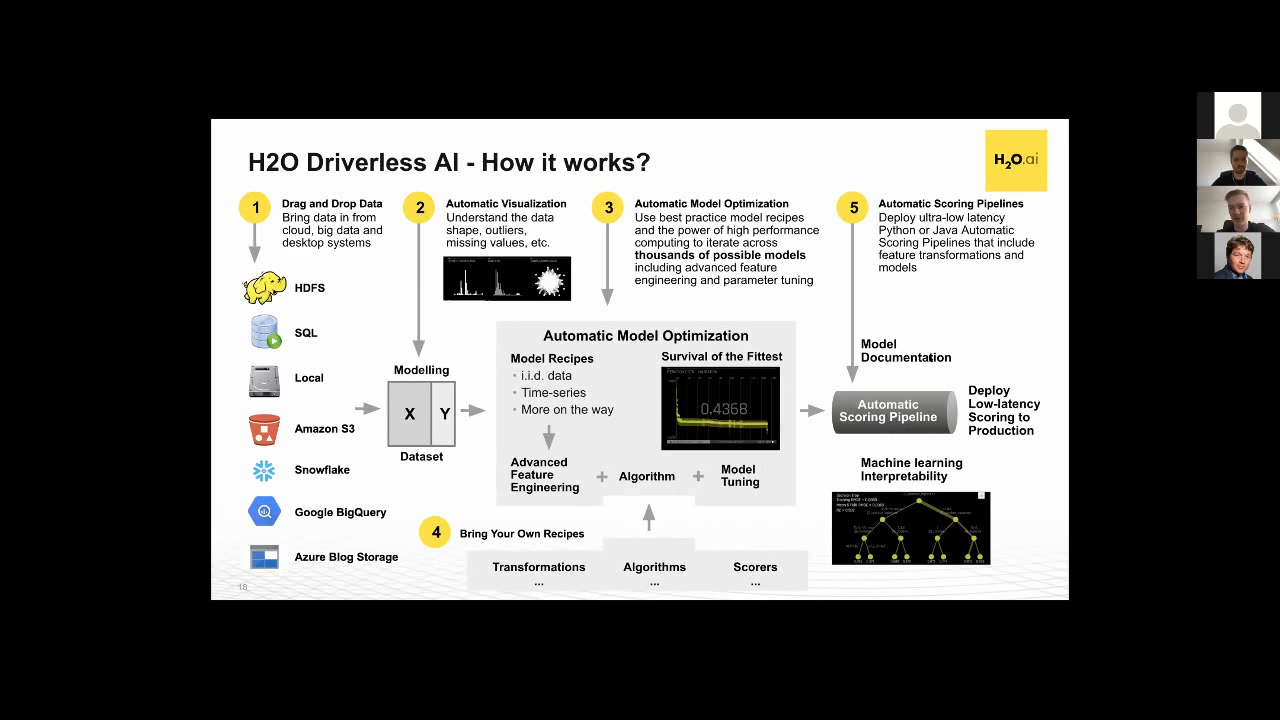 H2O Driverless AI - How it works?
H2O.ai
1
Drag and Drop Data
Bring data in from
cloud, big data and
desktop systems
2
Automatic Visualization
Understand the data
shape, outliers,
missing values, etc.
3
Automatic Model Optimization
Use best practice model recipes
and the power of high performance
computing to iterate across
thousands of possible models
including advanced feature
engineering and parameter tuning
5
Automatic Scoring Pipelines
Deploy ultra-low latency
Python or Java Automatic
Scoring Pipelines that include
feature transformations and
models
HDFS
SQL
Local
Amazon S3
Snowflake
Google BigQuery
Azure Blog Storage
Modelling
X Y
Dataset
Automatic Model Optimization
Model Recipes
• i.i.d. data
• Time-series
• More on the way
Survival of the Fittest
0.4368
Advanced
Feature
Engineering
+ Algorithm +
Model
Tuning
4
Bring Your Own Recipes
Transformations
...
Algorithms
...
Scorers
...
Model
Documentation
Automatic
Scoring Pipeline
Deploy
Low-latency
Scoring to
Production
Machine learning
Interpretability
Decision Tree
18